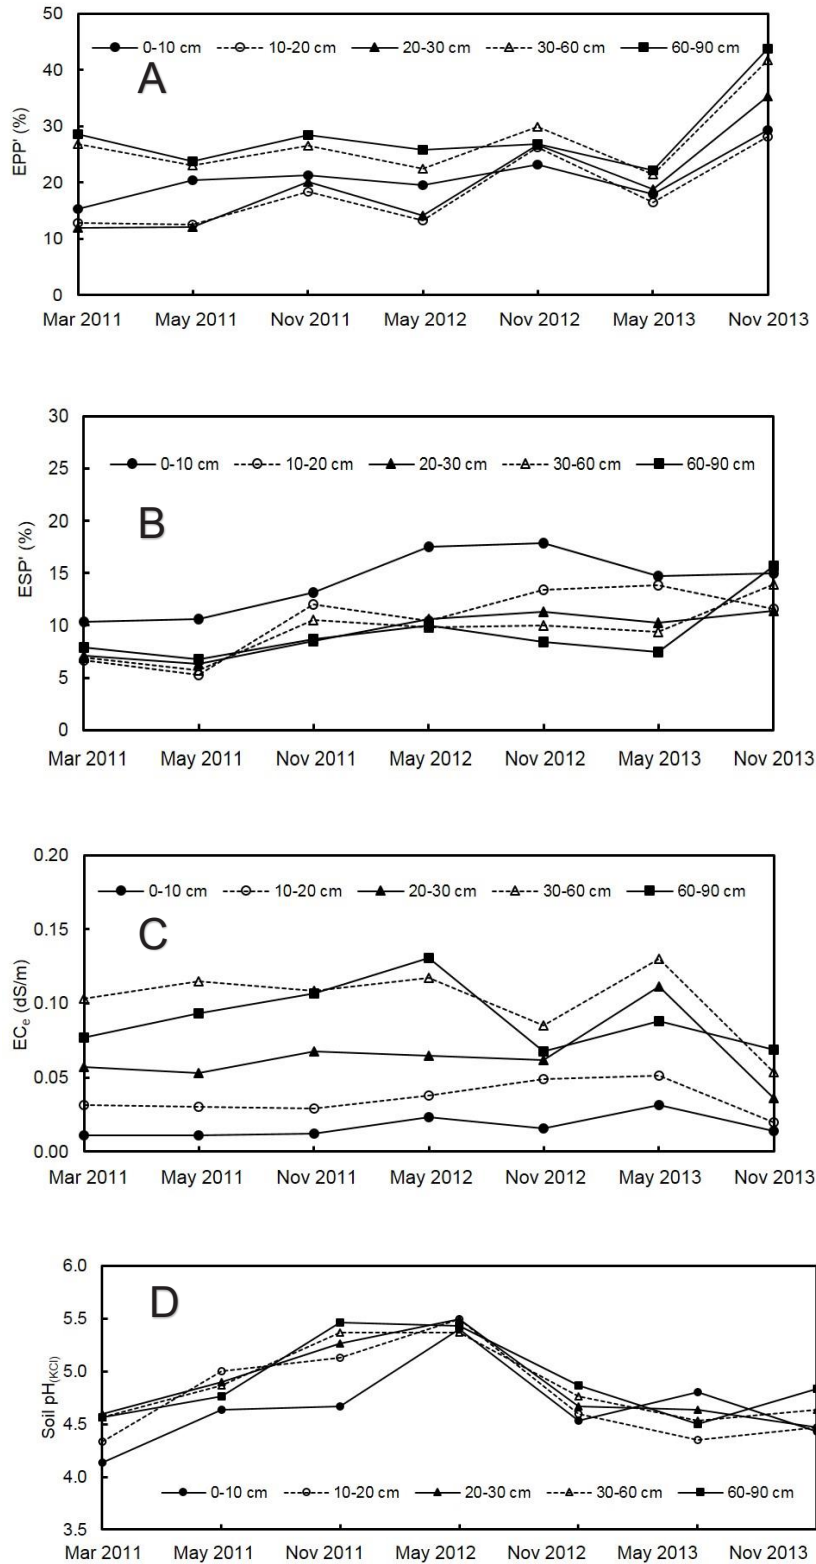 50
0-10 cm 10-20 cm 20-30 cm 30-60 cm 60-90 cm
40
A
30
EPP' (%)
20
10
0
Mar 2011 May 2011 Nov 2011 May 2012 Nov 2012 May 2013 Nov 2013
30
0-10 cm 10-20 cm 20-30 cm 30-60 cm 60-90 cm
25
B
20
15
ESP' (%)
10
5
0
Mar 2011 May 2011 Nov 2011 May 2012 Nov 2012 May 2013 Nov 2013
0.20
0-10 cm 10-20 cm 20-30 cm 30-60 cm 60-90 cm
0.15
C
0.10
ECe (dS/m)
0.05
0.00
Mar 2011 May 2011 Nov 2011 May 2012 Nov 2012 May 2013 Nov 2013
6.0
D
5.5
5.0
Soil pH(KCl)
4.5
4.0
0-10 cm 10-20 cm 20-30 cm 30-60 cm 60-90 cm
3.5
Mar 2011 May 2011 Nov 2011 May 2012 Nov 2012 May 2013 Nov 2013